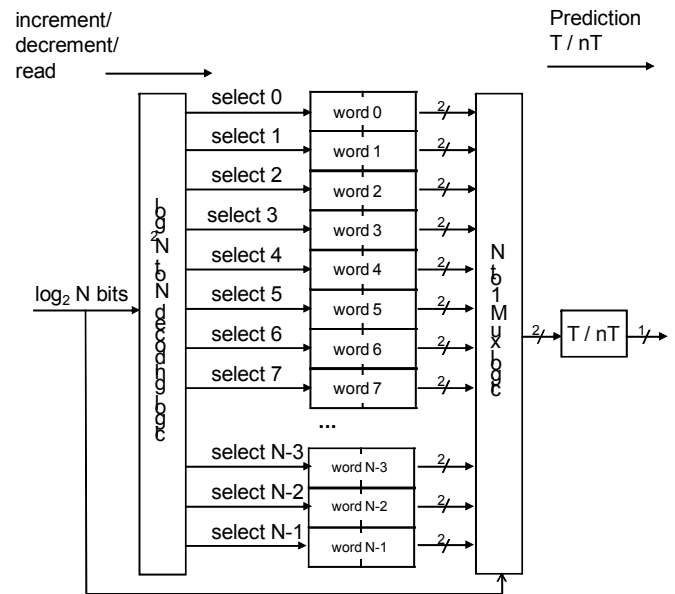 increment/
decrement/
read
Prediction
T / nT
select 0
word 0
2
select 1
word 1
2
select 2
word 2
2
select 3
word 3
2
select 4
word 4
2
select 5
word 5
2
select 6
word 6
2
select 7
word 7
2
...
select N-3
word N-3
2
select N-2
word N-2
2
select N-1
word N-1
2
log₂ N bits
log₂ N to N decoding logic
N to 1 Mux logic
2
T / nT
1